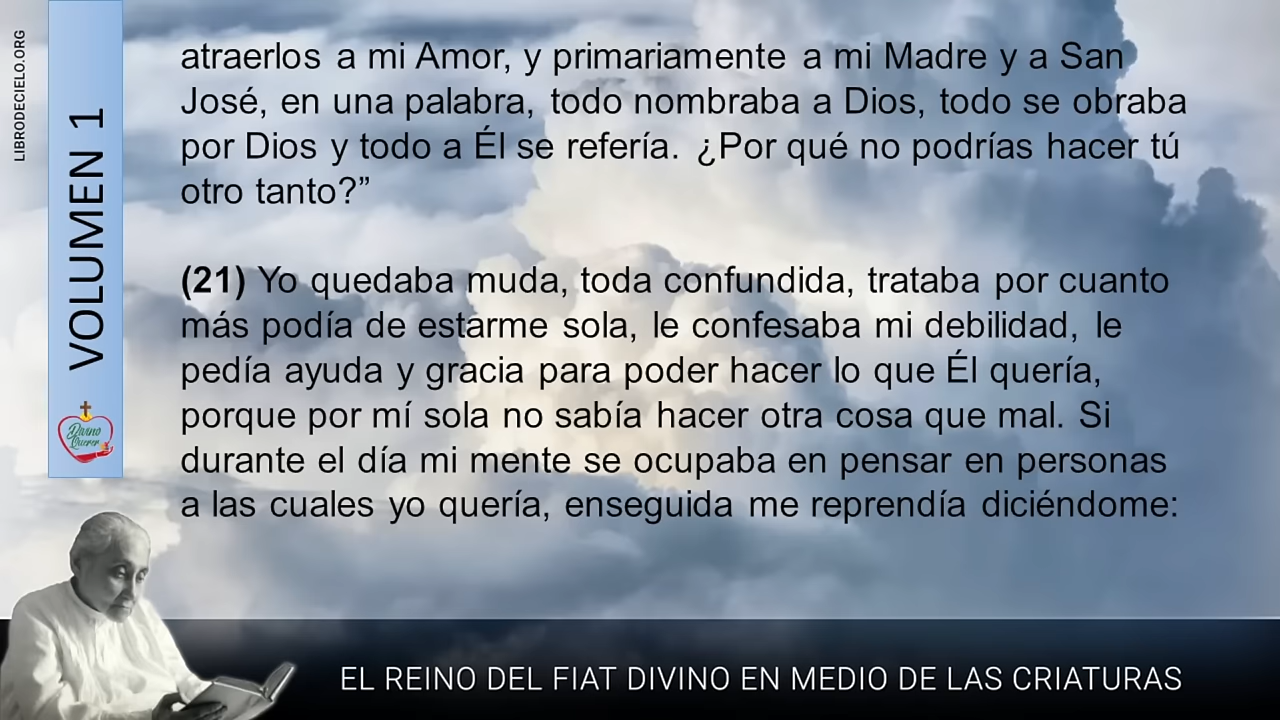 LIBRODECIELO.ORG
VOLUMEN 1
Divino
Querer
atraerlos a mi Amor, y primariamente a mi Madre y a San
José, en una palabra, todo nombraba a Dios, todo se obraba
por Dios y todo a Él se refería. ¿Por qué no podrías hacer tú
otro tanto?”
(21) Yo quedaba muda, toda confundida, trataba por cuanto
más podía de estarme sola, le confesaba mi debilidad, le
pedía ayuda y gracia para poder hacer lo que Él quería,
porque por mí sola no sabía hacer otra cosa que mal. Si
durante el día mi mente se ocupaba en pensar en personas
a las cuales yo quería, enseguida me reprendía diciéndome:
EL REINO DEL FIAT DIVINO EN MEDIO DE LAS CRIATURAS